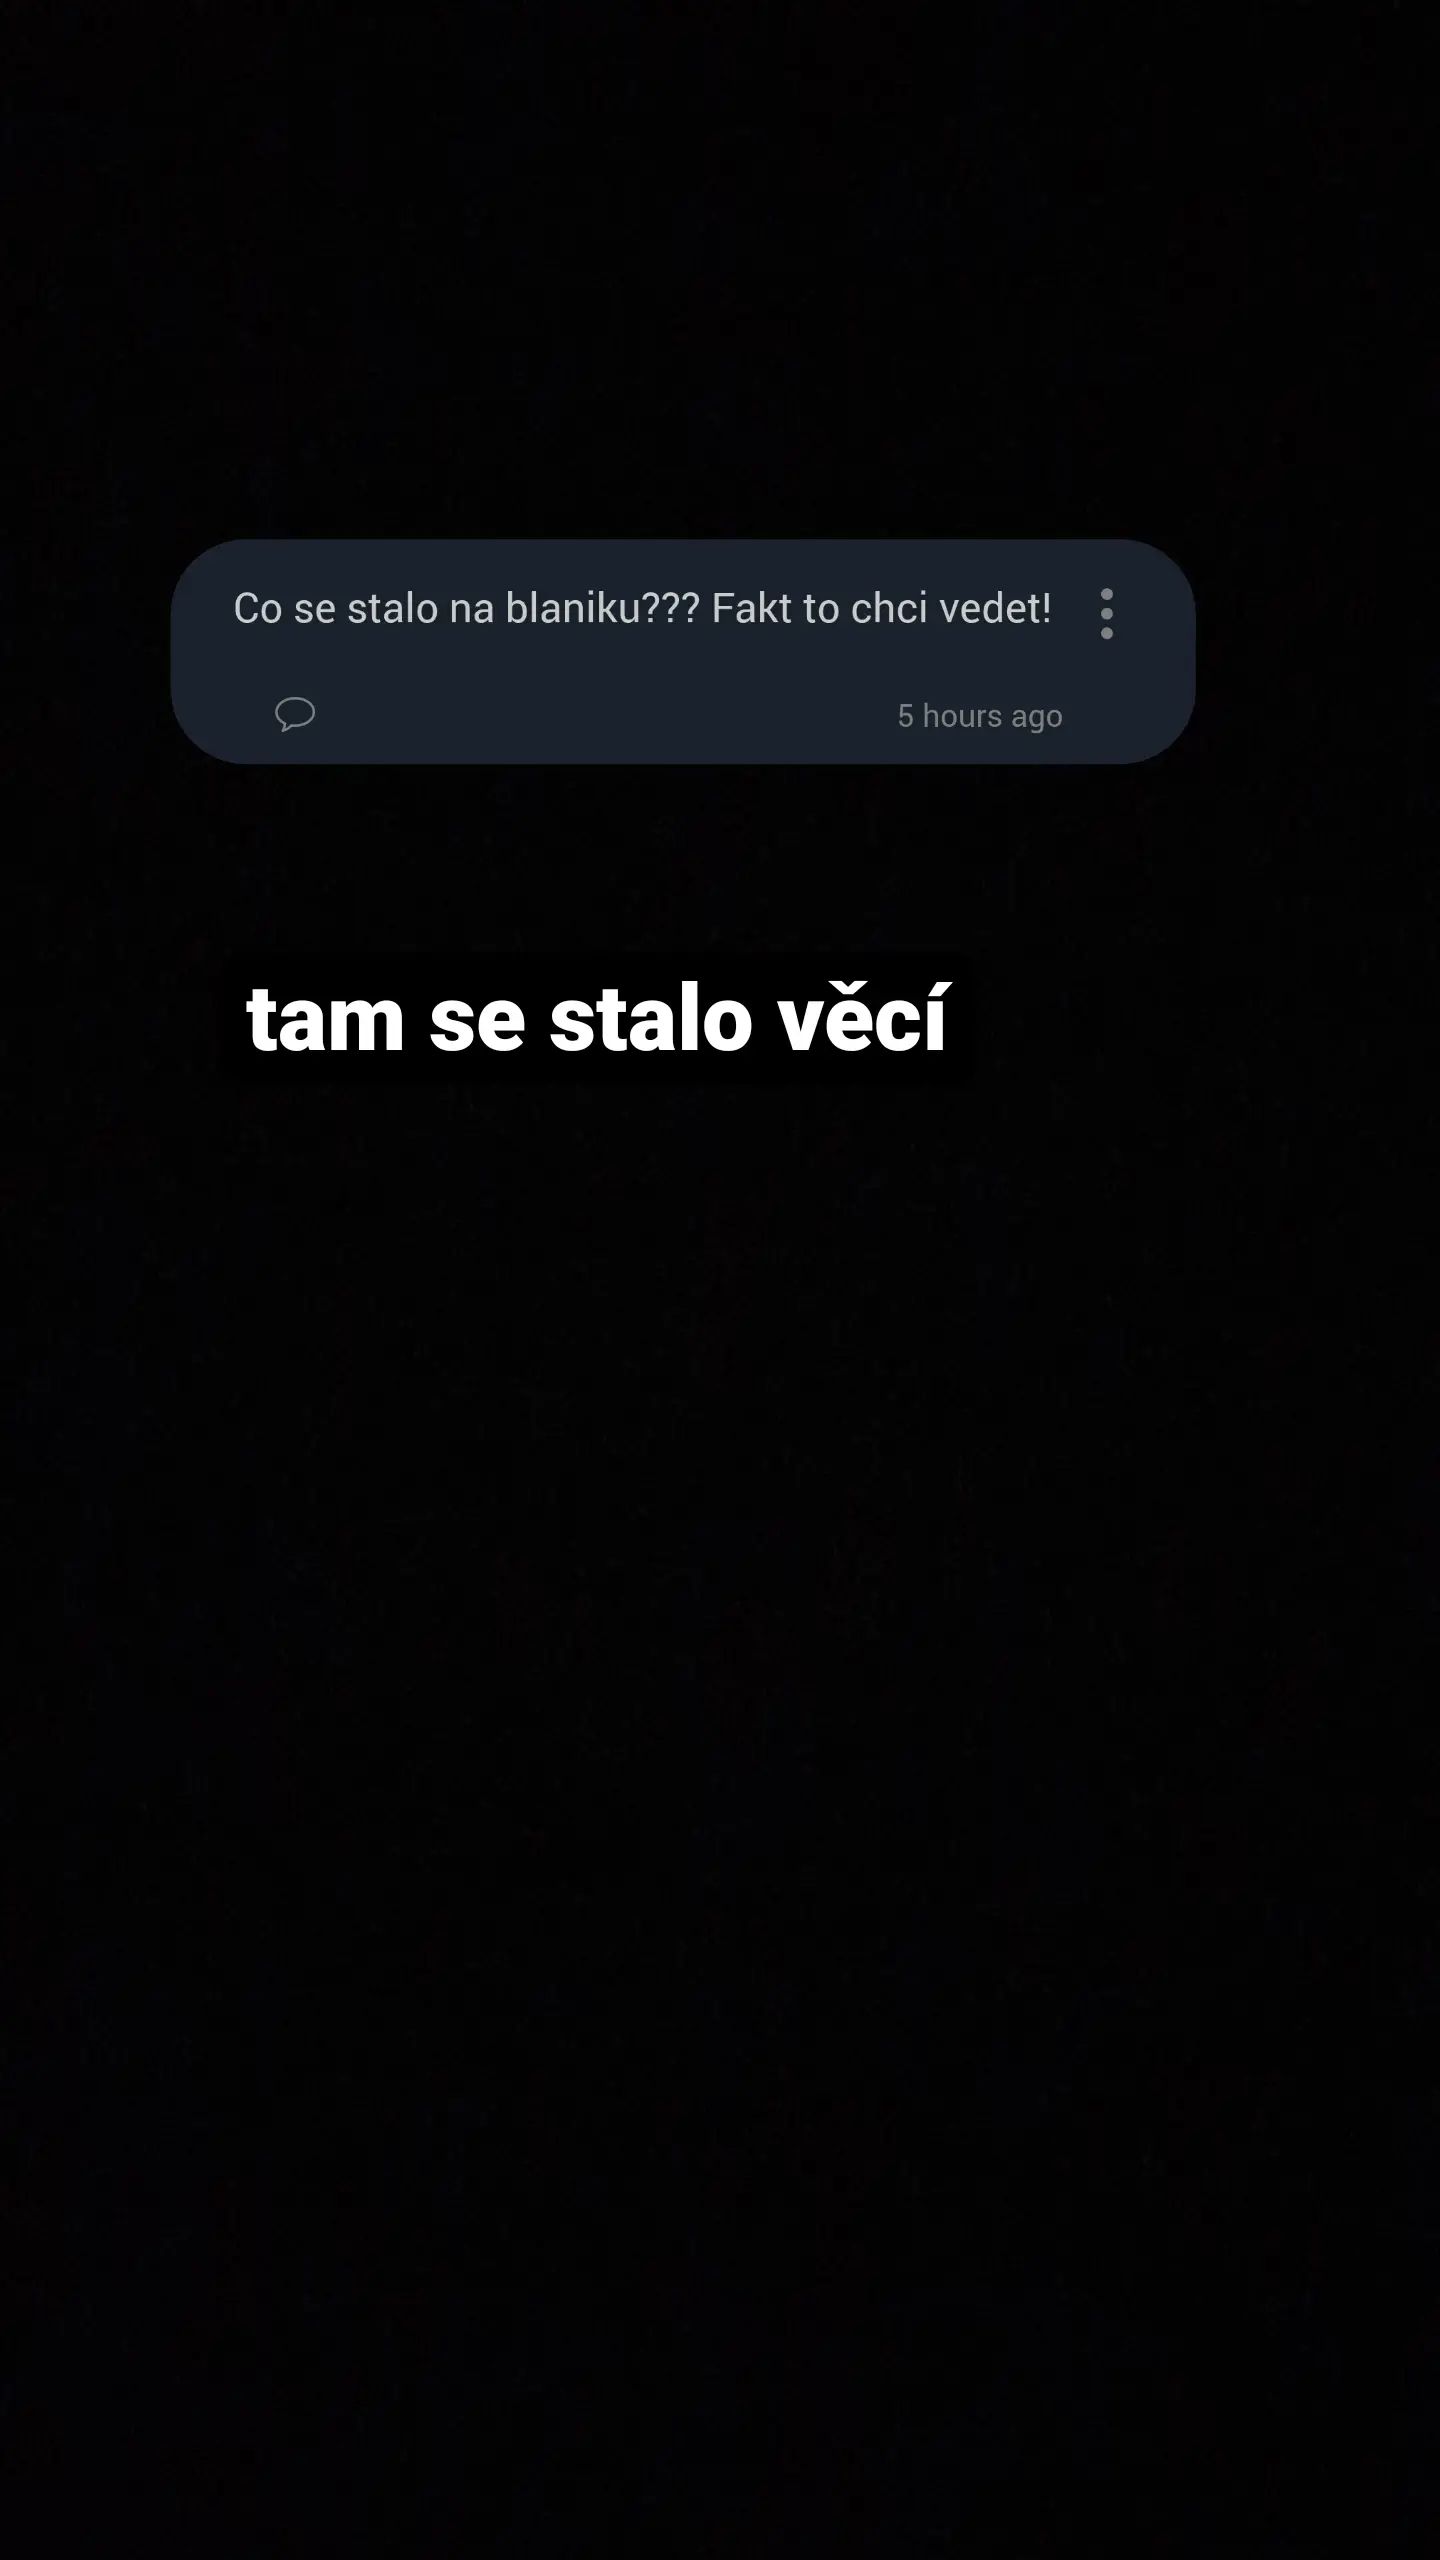 Co se stalo na blaniku??? Fakt to chci vedet!
5 hours ago
tam se stalo věcí